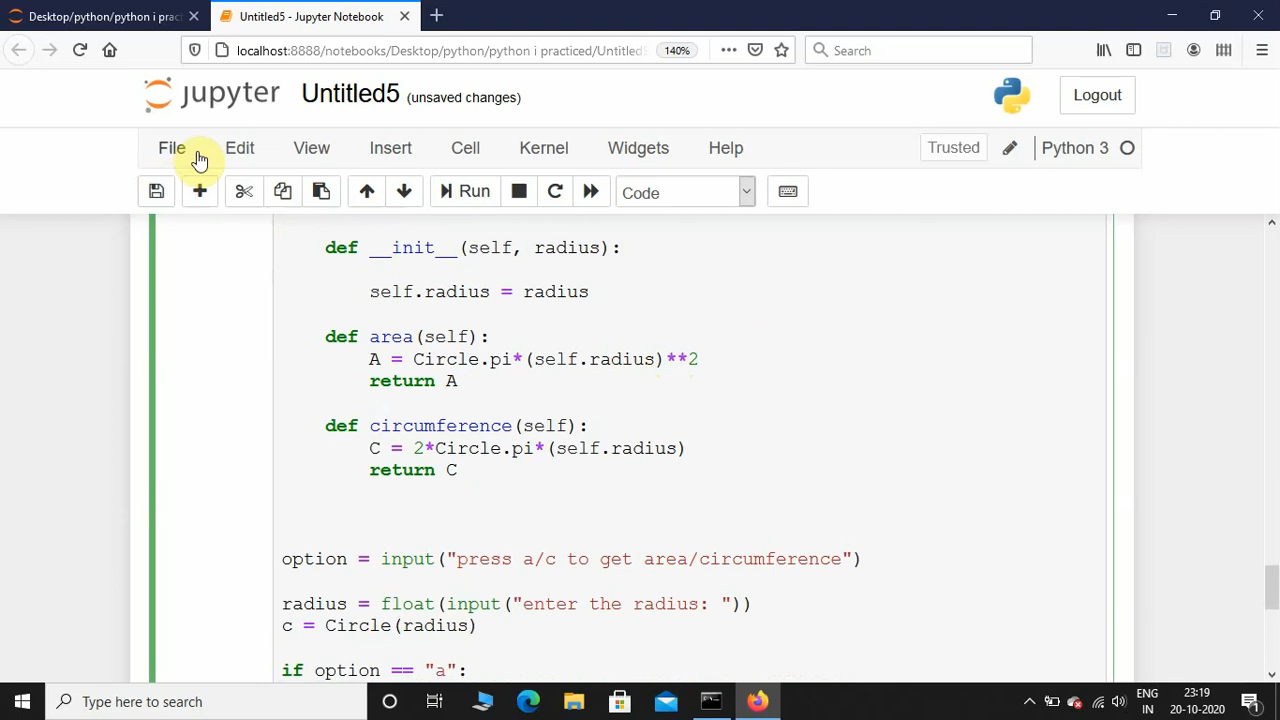 Desktop/python/python i prac
Untitled5 - Jupyter Notebook
localhost:8888/notebooks/Desktop/python/python i practiced/Untitled5
140%
Search
jupyter Untitled5 (unsaved changes)
Logout
File Edit View Insert Cell Kernel Widgets Help
Trusted
Python 3
Run
Code
def __init__(self, radius):
self.radius = radius
def area(self):
A = Circle.pi*(self.radius)**2
return A
def circumference(self):
C = 2*Circle.pi*(self.radius)
return C
option = input("press a/c to get area/circumference")
radius = float(input("enter the radius: "))
c = Circle(radius)
if option == "a":
Type here to search
ENG
IN
23:19
20-10-2020
1